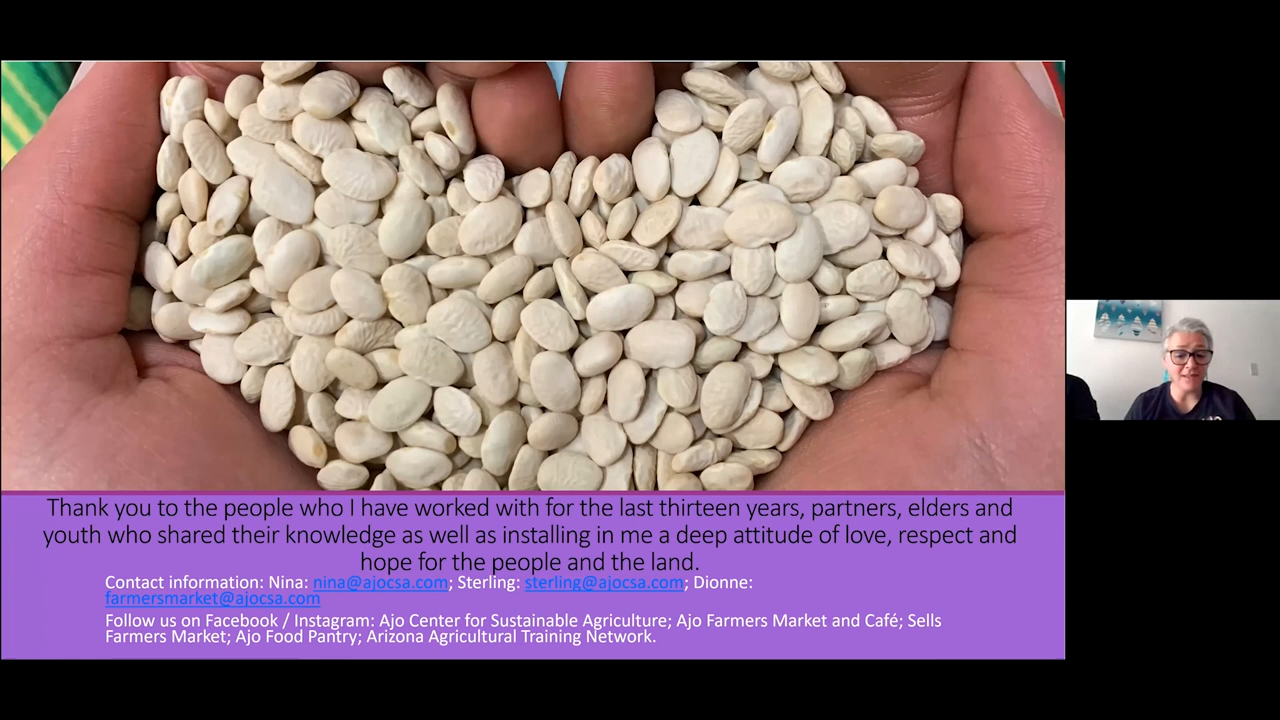 Thank you to the people who I have worked with for the last thirteen years, partners, elders and
youth who shared their knowledge as well as installing in me a deep attitude of love, respect and
hope for the people and the land.
Contact information: Nina: nina@ajocsa.com; Sterling: sterling@ajocsa.com; Dionne:
farmersmarket@ajocsa.com
Follow us on Facebook / Instagram: Ajo Center for Sustainable Agriculture; Ajo Farmers Market and Café; Sells
Farmers Market; Ajo Food Pantry; Arizona Agricultural Training Network.